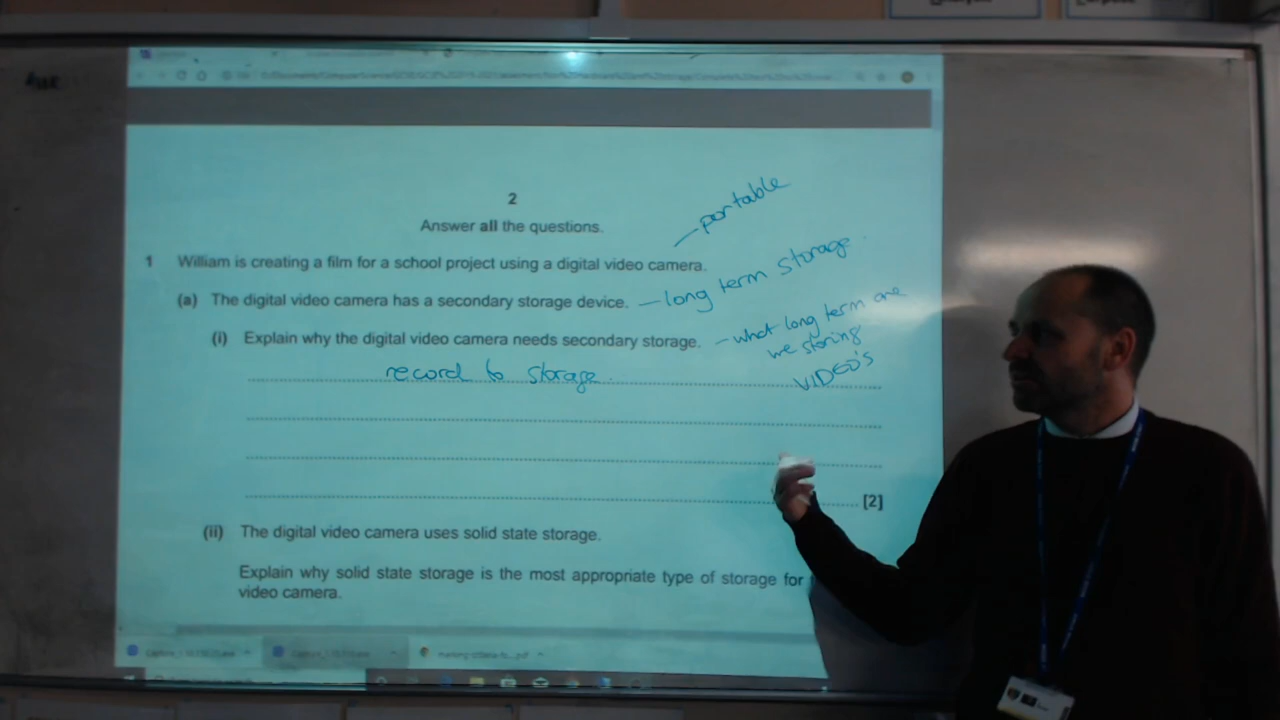 2
Answer all the questions.
portable
1 William is creating a film for a school project using a digital video camera.
(a) The digital video camera has a secondary storage device. – long term storage.
(i) Explain why the digital video camera needs secondary storage. – what long term are
we storing
VIDEO'S
record to storage.
[2]
(ii) The digital video camera uses solid state storage.
Explain why solid state storage is the most appropriate type of storage for
video camera.